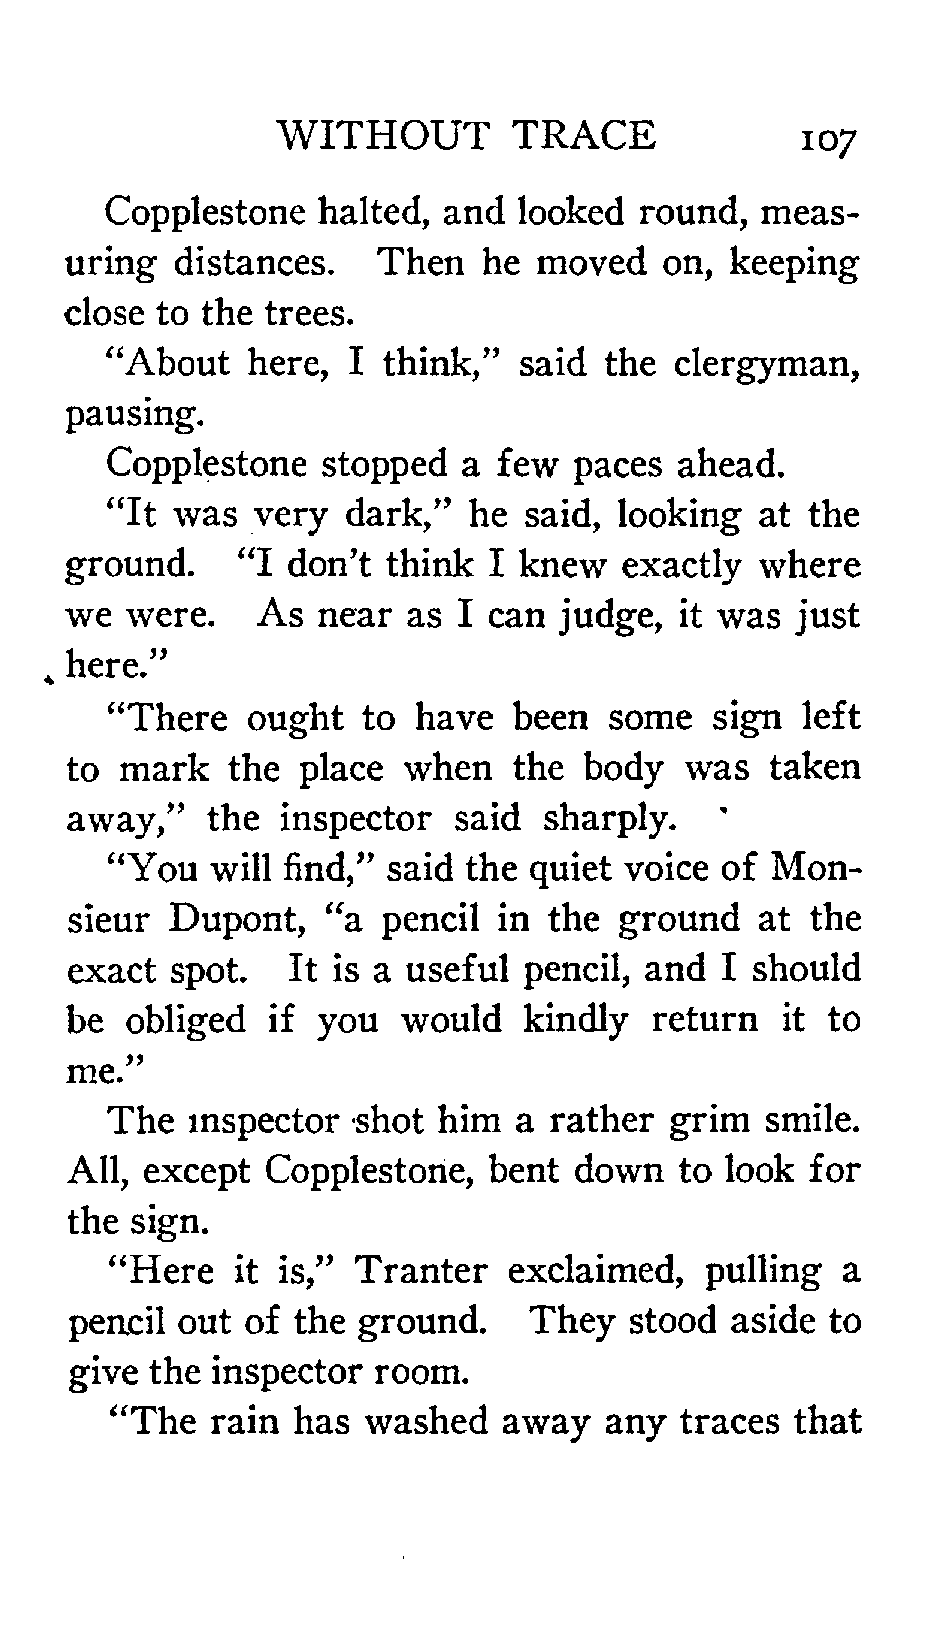 WITHOUT TRACE 107
Copplestone halted, and looked round, meas-
uring distances. Then he moved on, keeping
close to the trees.
"About here, I think," said the clergyman,
pausing.
Copplestone stopped a few paces ahead.
"It was very dark," he said, looking at the
ground. "I don't think I knew exactly where
we were. As near as I can judge, it was just
here."
"There ought to have been some sign left
to mark the place when the body was taken
away," the inspector said sharply.
"You will find," said the quiet voice of Mon-
sieur Dupont, "a pencil in the ground at the
exact spot. It is a useful pencil, and I should
be obliged if you would kindly return it to
me."
The inspector shot him a rather grim smile.
All, except Copplestone, bent down to look for
the sign.
"Here it is," Tranter exclaimed, pulling a
pencil out of the ground. They stood aside to
give the inspector room.
"The rain has washed away any traces that